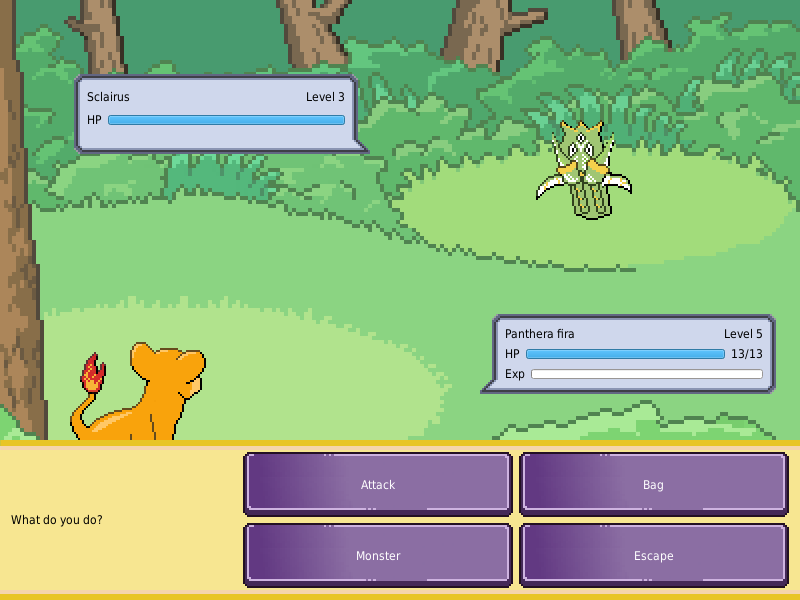 Sclairus Level 3
HP
Panthera fira Level 5
HP 13/13
Exp
What do you do?
Attack Bag
Monster Escape